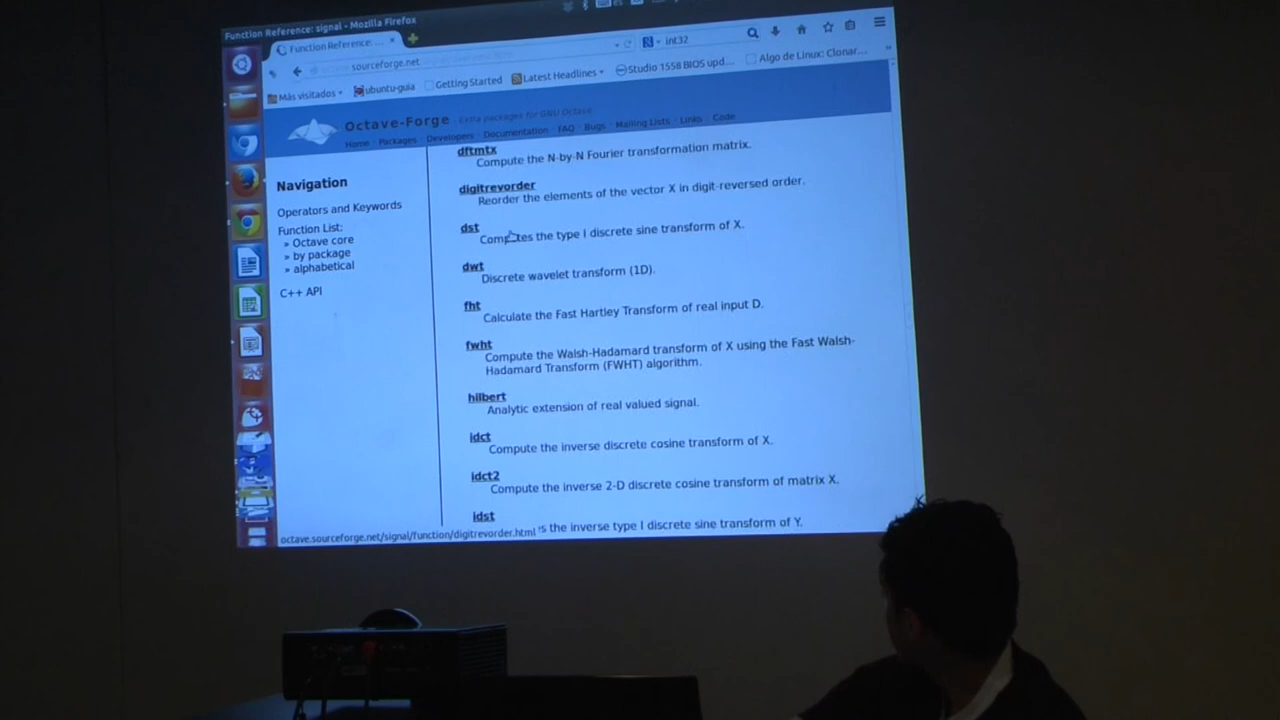 Function Reference: signal - Mozilla Firefox
Function Reference: ...
sourceforge.net
int32
Más visitados
ubuntu-guia
Getting Started
Latest Headlines
Studio 1558 BIOS upd...
Algo de Linux: Clonar...
Octave-Forge - Extra packages for GNU Octave
Home · Packages · Developers · Documentation · FAQ · Bugs · Mailing Lists · Links · Code
Navigation
Operators and Keywords
Function List:
» Octave core
» by package
» alphabetical
C++ API
dftmtx
Compute the N-by-N Fourier transformation matrix.
digitrevorder
Reorder the elements of the vector X in digit-reversed order.
dst
Computes the type I discrete sine transform of X.
dwt
Discrete wavelet transform (1D).
fht
Calculate the Fast Hartley Transform of real input D.
fwht
Compute the Walsh-Hadamard transform of X using the Fast Walsh-
Hadamard Transform (FWHT) algorithm.
hilbert
Analytic extension of real valued signal.
idct
Compute the inverse discrete cosine transform of X.
idct2
Compute the inverse 2-D discrete cosine transform of matrix X.
idst
s the inverse type I discrete sine transform of Y.
octave.sourceforge.net/signal/function/digitrevorder.html